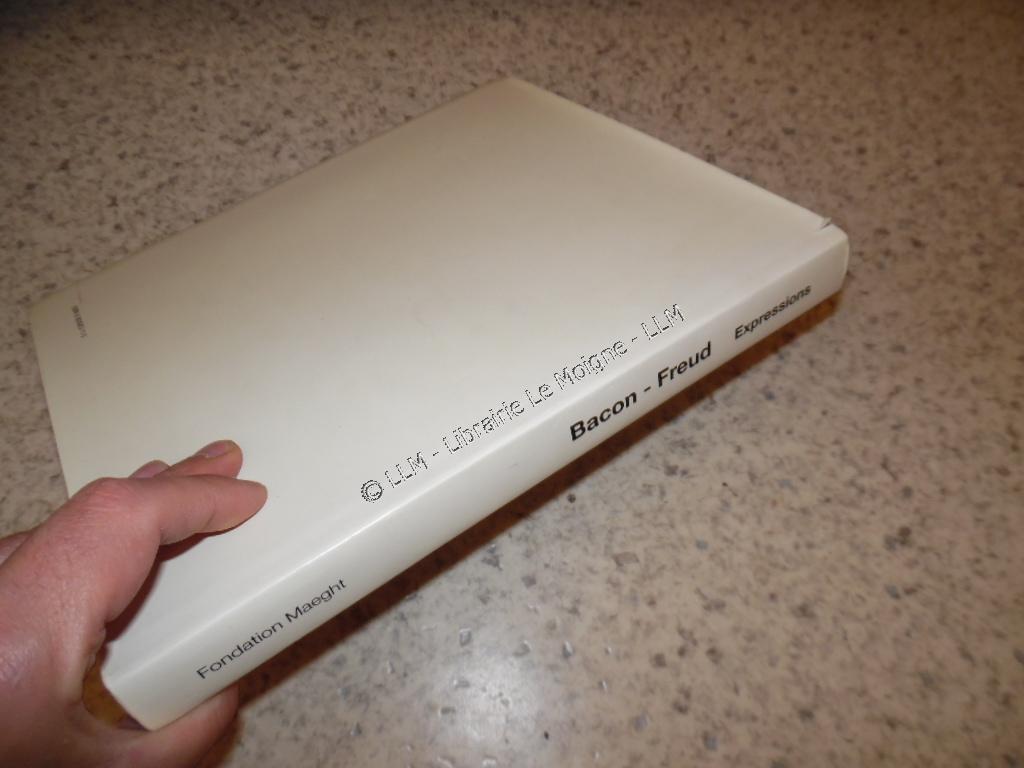 © LLM - Librairie Le Moigne - LLM
Fondation Maeght
Bacon - Freud
Expressions